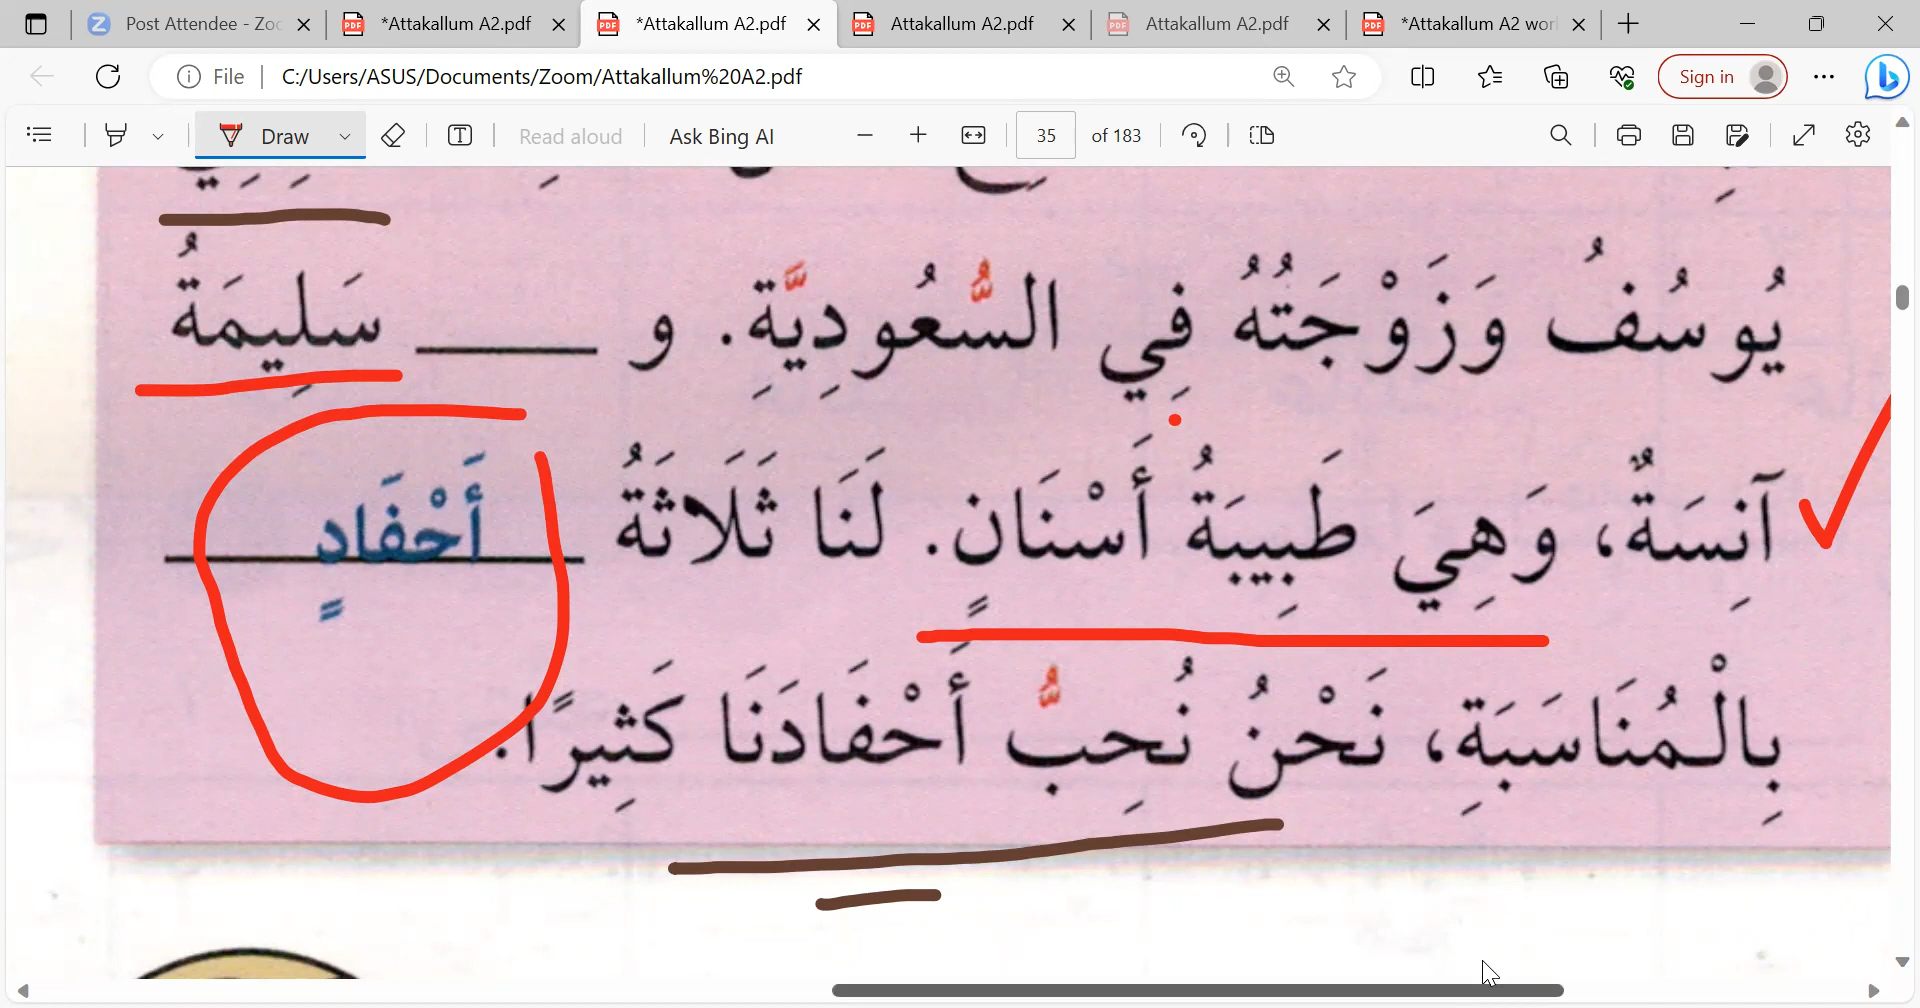 Post Attendee - Zoo
*Attakallum A2.pdf
*Attakallum A2.pdf
Attakallum A2.pdf
Attakallum A2.pdf
*Attakallum A2 wor
File
C:/Users/ASUS/Documents/Zoom/Attakallum%20A2.pdf
Sign in
Draw
Read aloud
Ask Bing AI
35 of 183
يُوسُفُ وَزَوْجَتُهُ فِي السُّعُودِيَّةِ. و ______ سَلِيمَةُ
آنِسَةٌ، وَهِيَ طَبِيبَةُ أَسْنَانٍ. لَنَا ثَلَاثَةُ أَحْفَادٍ
بِالْمُنَاسَبَةِ، نَحْنُ نُحِبُّ أَحْفَادَنَا كَثِيرًا.